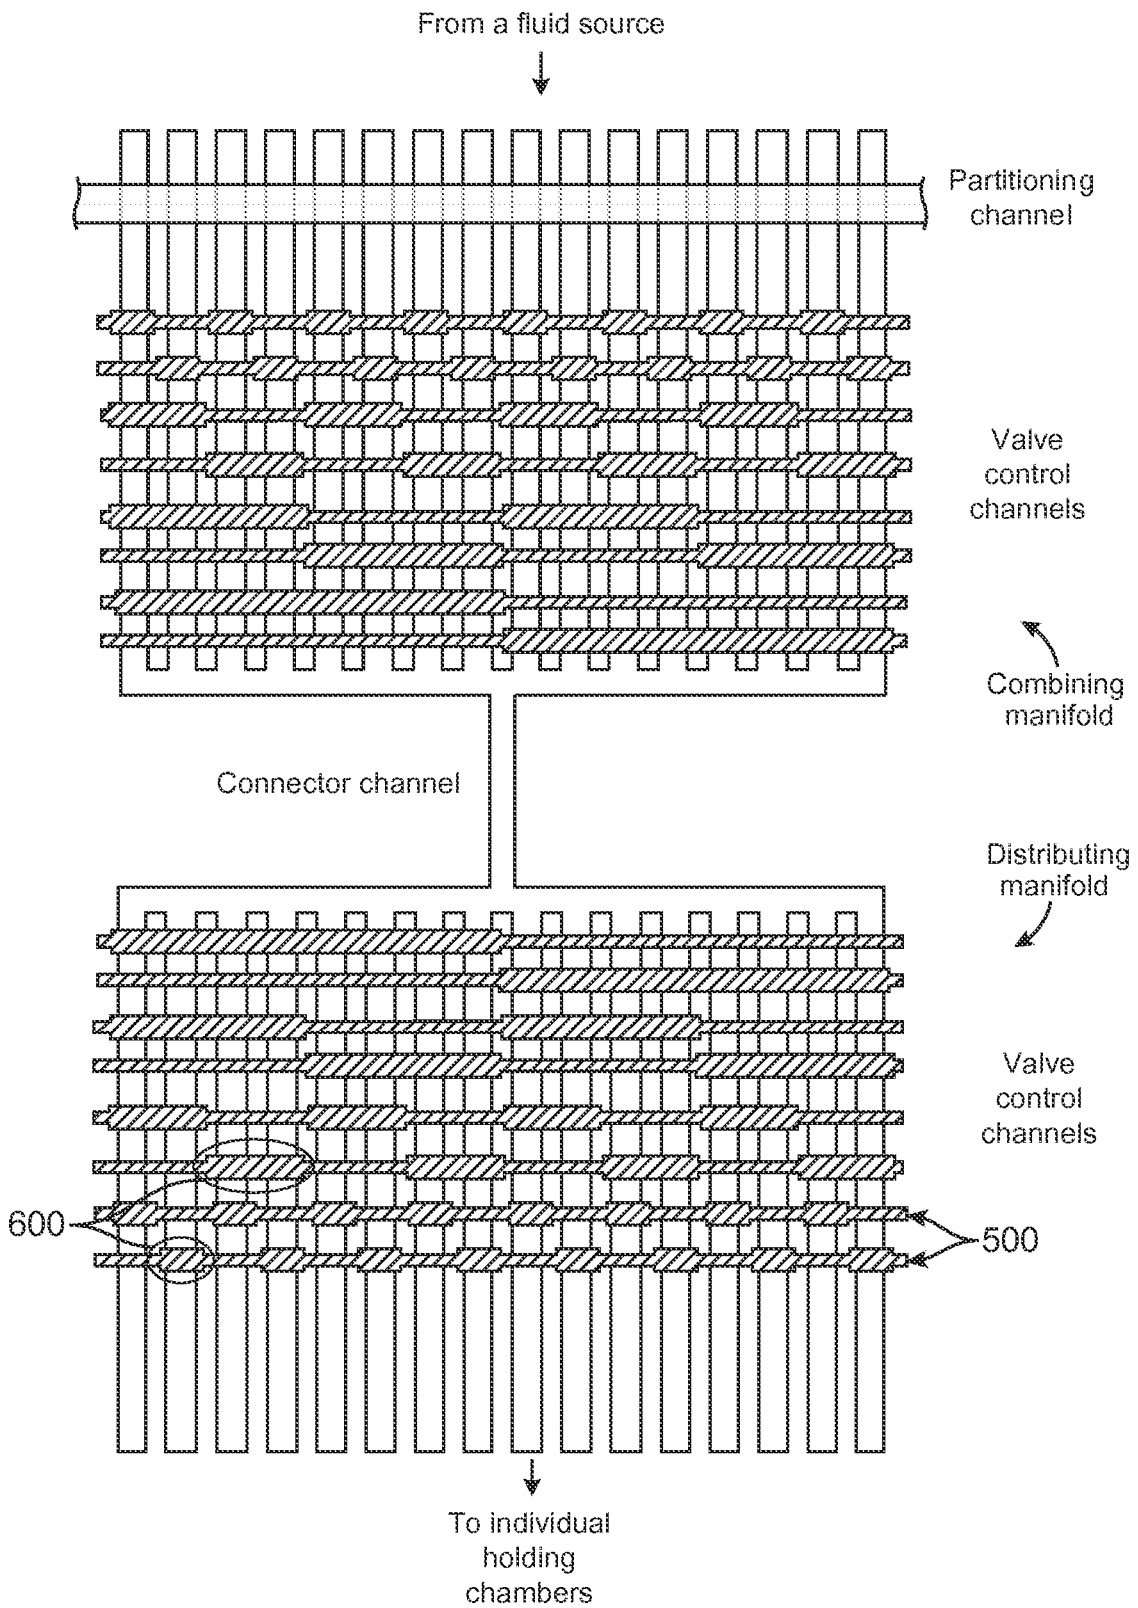 From a fluid source
Partitioning
channel
Valve
control
channels
Combining
manifold
Connector channel
Distributing
manifold
Valve
control
channels
600
500
To individual
holding
chambers